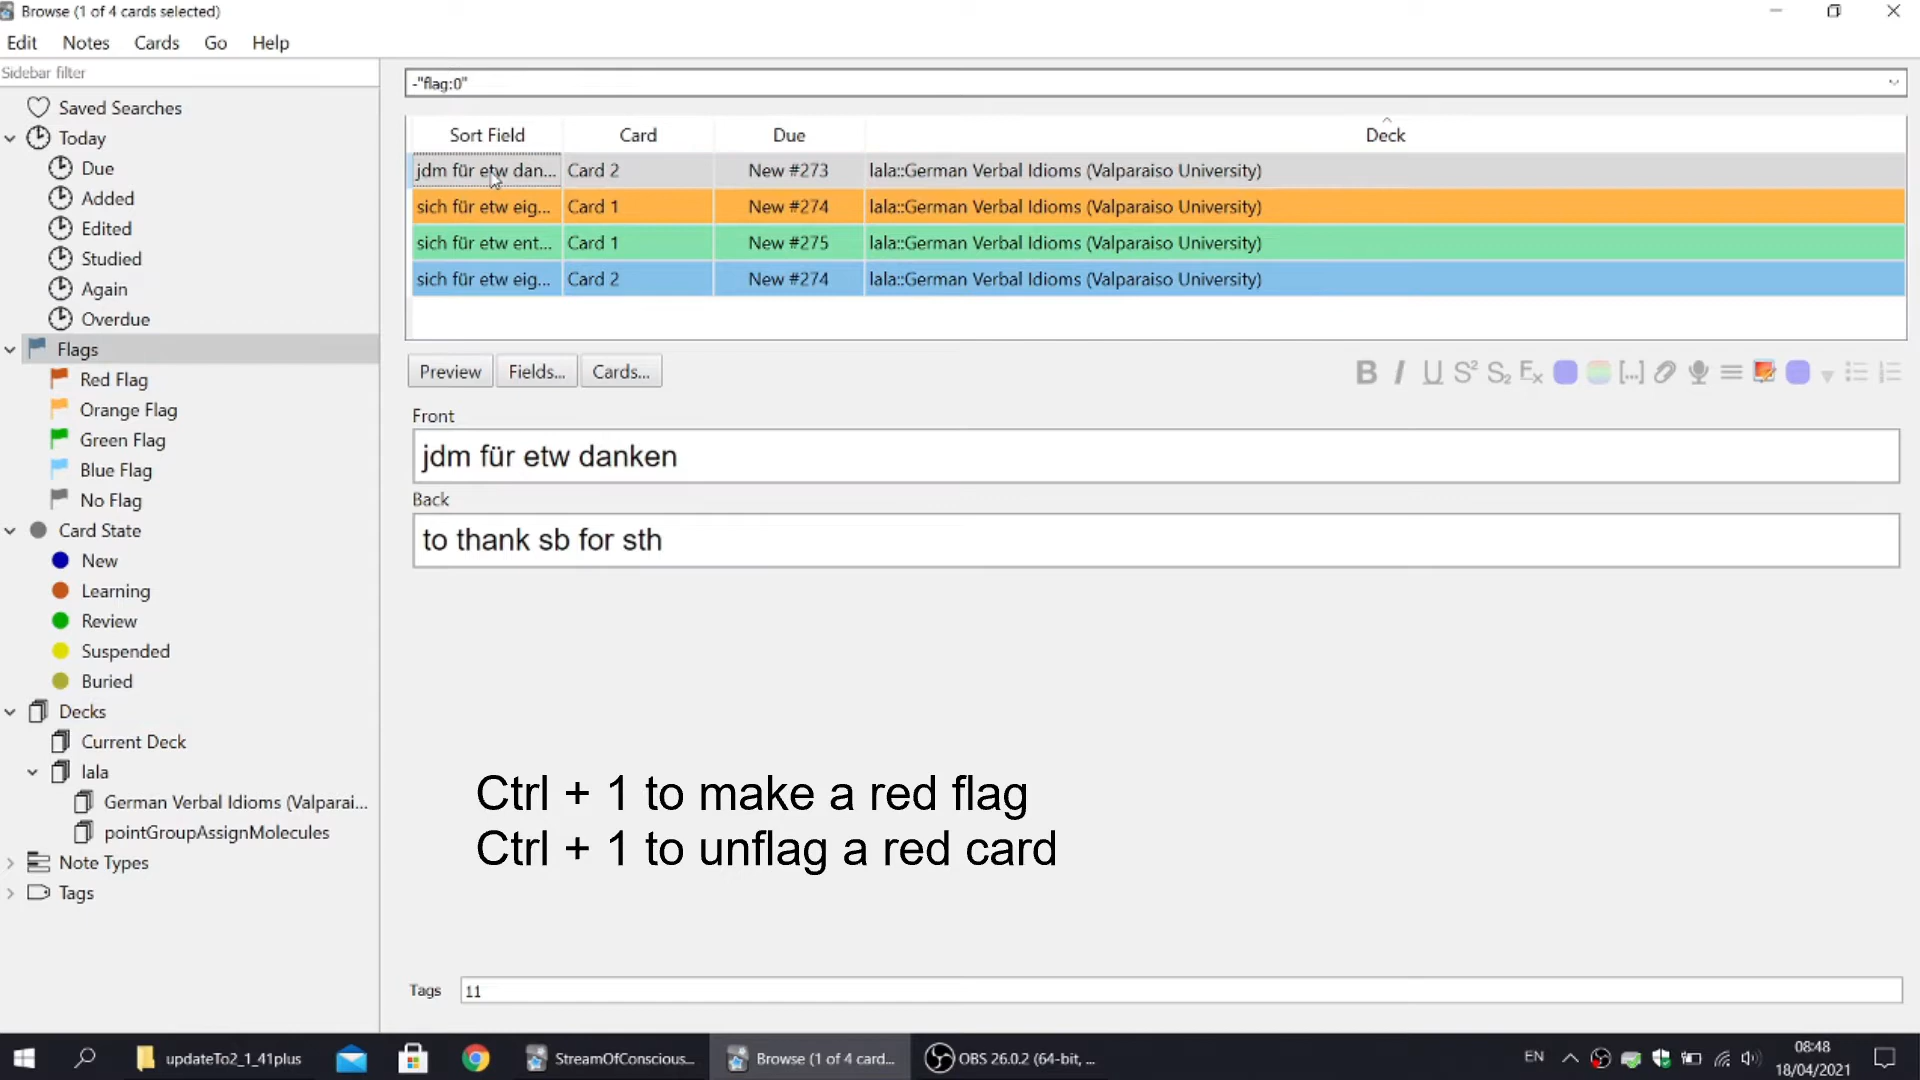 Browse (1 of 4 cards selected)
Edit Notes Cards Go Help
Sidebar filter
Saved Searches
Today
Due
Added
Edited
Studied
Again
Overdue
Flags
Red Flag
Orange Flag
Green Flag
Blue Flag
No Flag
Card State
New
Learning
Review
Suspended
Buried
Decks
Current Deck
lala
German Verbal Idioms (Valparai...
pointGroupAssignMolecules
Note Types
Tags
-"flag:0"
Sort Field Card Due Deck
jdm für etw dan... Card 2 New #273 lala::German Verbal Idioms (Valparaiso University)
sich für etw eig... Card 1 New #274 lala::German Verbal Idioms (Valparaiso University)
sich für etw ent... Card 1 New #275 lala::German Verbal Idioms (Valparaiso University)
sich für etw eig... Card 2 New #274 lala::German Verbal Idioms (Valparaiso University)
Preview Fields... Cards... B I U S² S₂ Ex [...]
Front
jdm für etw danken
Back
to thank sb for sth
Ctrl + 1 to make a red flag
Ctrl + 1 to unflag a red card
Tags 11
updateTo2_1_41plus StreamOfConscious... Browse (1 of 4 card... OBS 26.0.2 (64-bit, ... EN 08:48
18/04/2021